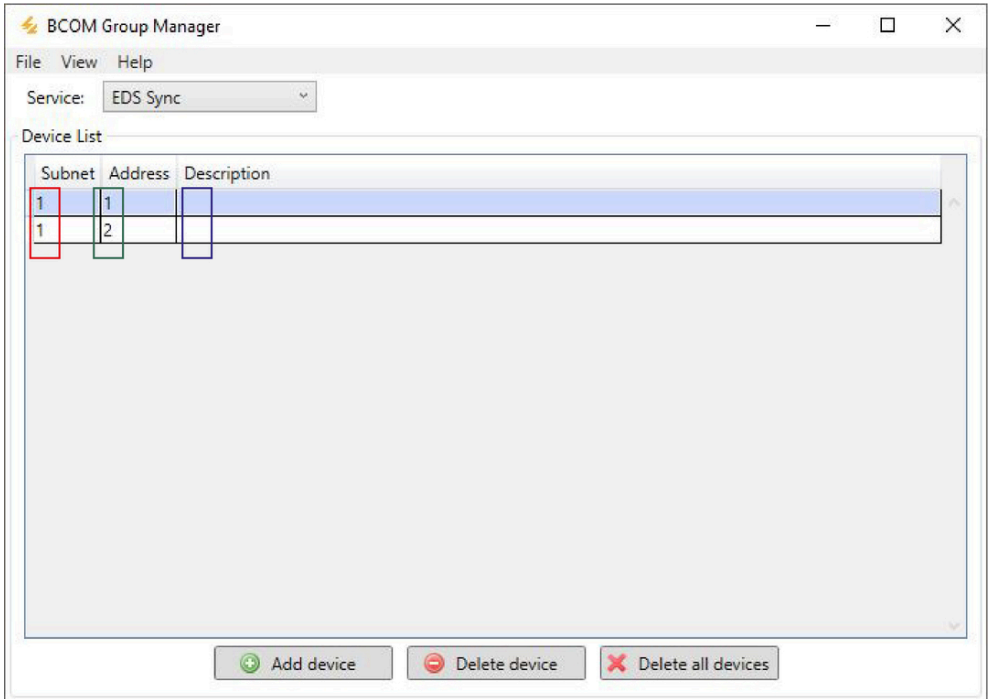 BCOM Group Manager
File View Help
Service: EDS Sync
Device List
Subnet Address Description
1 1
1 2
Add device Delete device Delete all devices